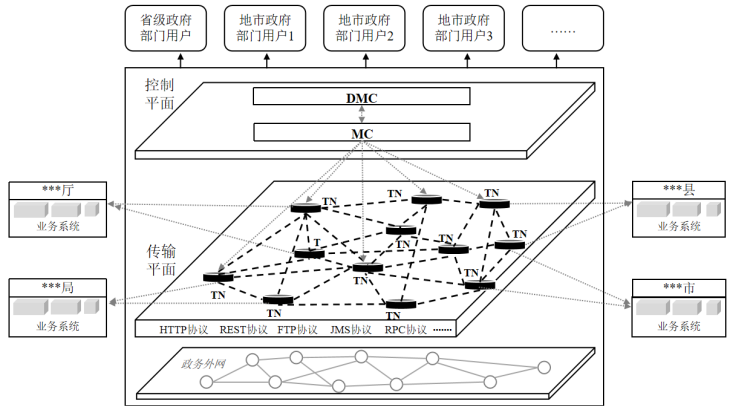 省级政府
部门用户
地市政府
部门用户1
地市政府
部门用户2
地市政府
部门用户3
……
控制
平面
DMC
MC
***厅
业务系统
***县
业务系统
TN
TN
TN
TN
T
TN
TN
传输
平面
TN
TN
TN
TN
TN
***局
业务系统
***市
业务系统
HTTP协议 REST协议 FTP协议 JMS协议 RPC协议 ……
政务外网